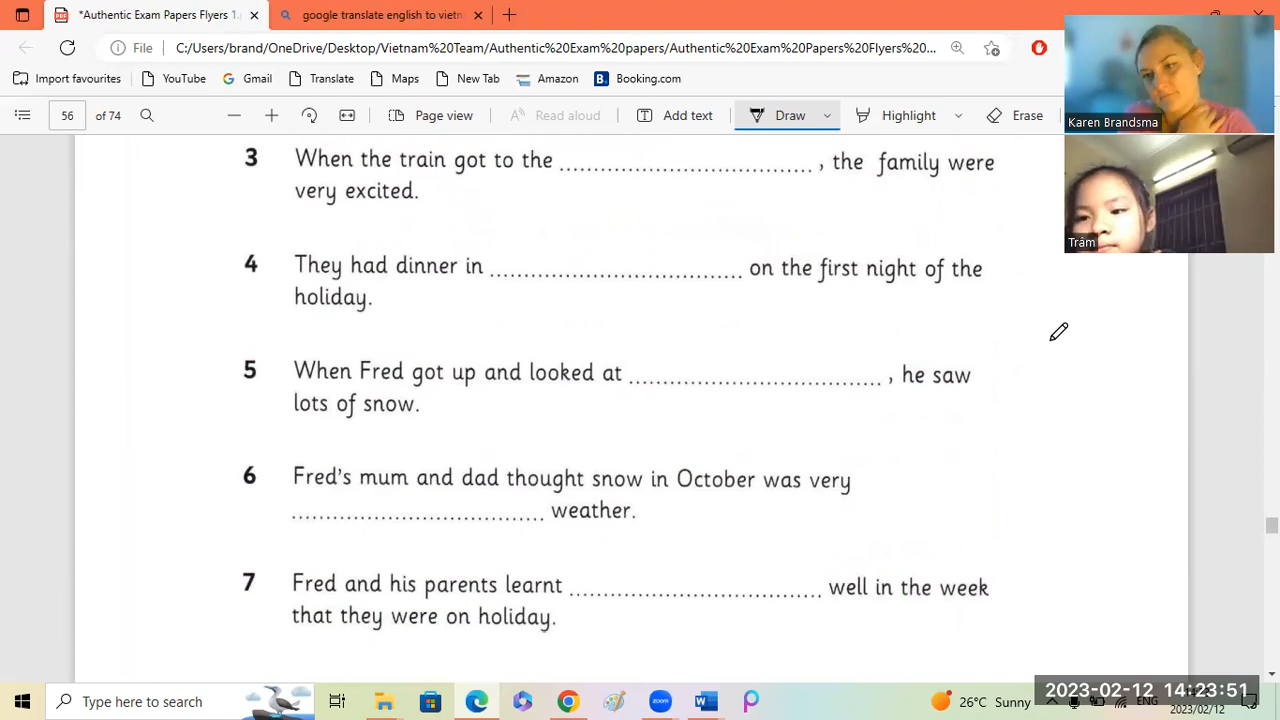 *Authentic Exam Papers Flyers 1.
google translate english to vietn
File
C:/Users/brand/OneDrive/Desktop/Vietnam%20Team/Authentic%20Exam%20papers/Authentic%20Exam%20Papers%20Flyers%20...
Import favourites
YouTube
Gmail
Translate
Maps
New Tab
Amazon
Booking.com
56 of 74
Page view
Read aloud
Add text
Draw
Highlight
Erase
Karen Brandsma
Trâm
3 When the train got to the ...................................... , the family were
very excited.
4 They had dinner in ...................................... on the first night of the
holiday.
5 When Fred got up and looked at ...................................... , he saw
lots of snow.
6 Fred's mum and dad thought snow in October was very
...................................... weather.
7 Fred and his parents learnt ...................................... well in the week
that they were on holiday.
Type here to search
26°C Sunny
ENG
2023-02-12 14:23:51
2023/02/12